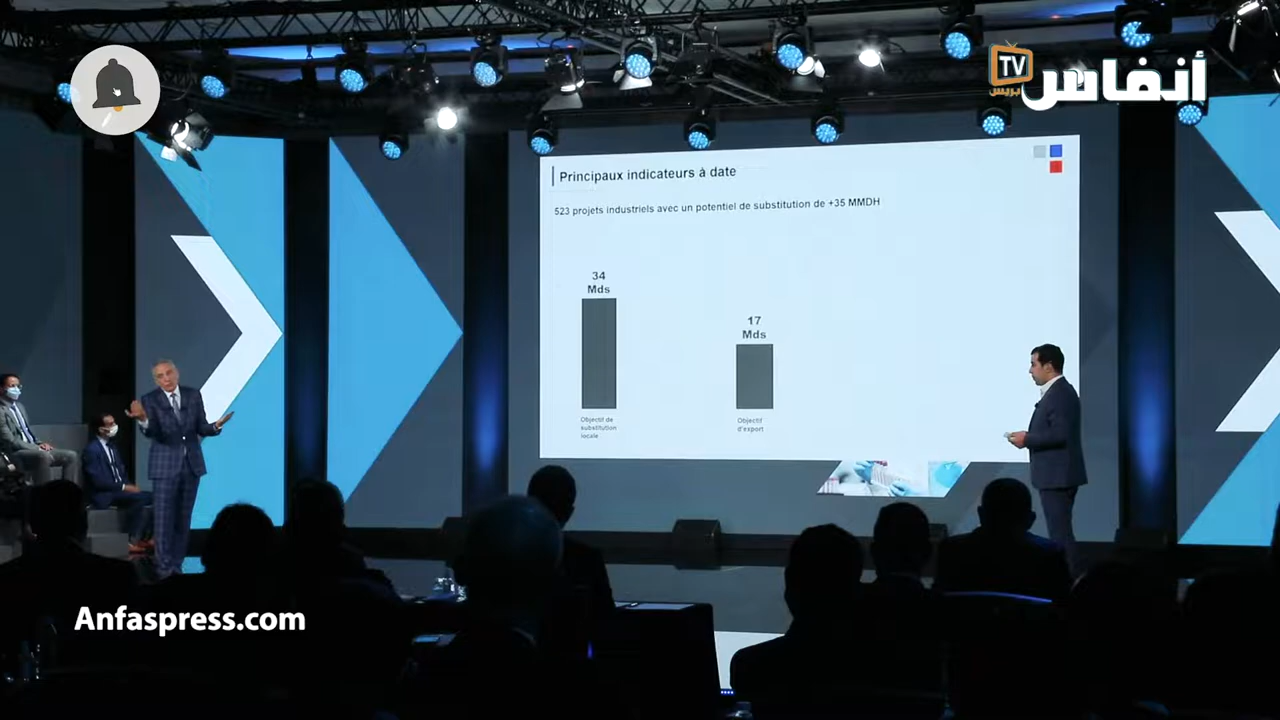 TV
بريس
أنفاس
Principaux indicateurs à date
523 projets industriels avec un potentiel de substitution de +35 MMDH
34
Mds
17
Mds
Objectif de
substitution
locale
Objectif
d'export
Anfaspress.com